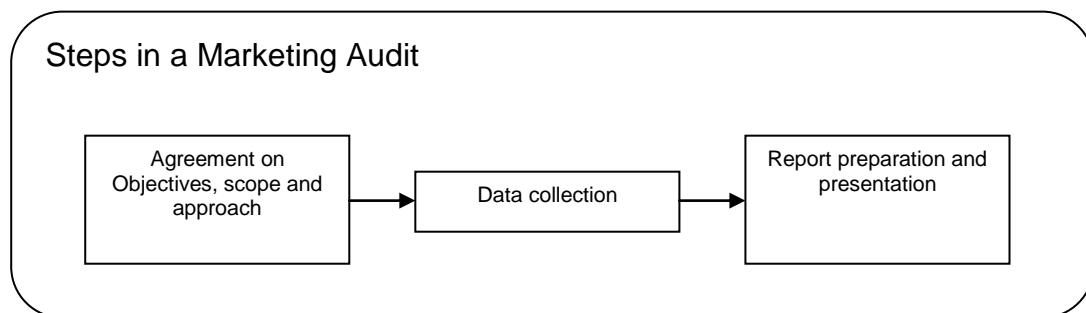 Steps in a Marketing Audit
Agreement on
Objectives, scope and
approach
Data collection
Report preparation and
presentation